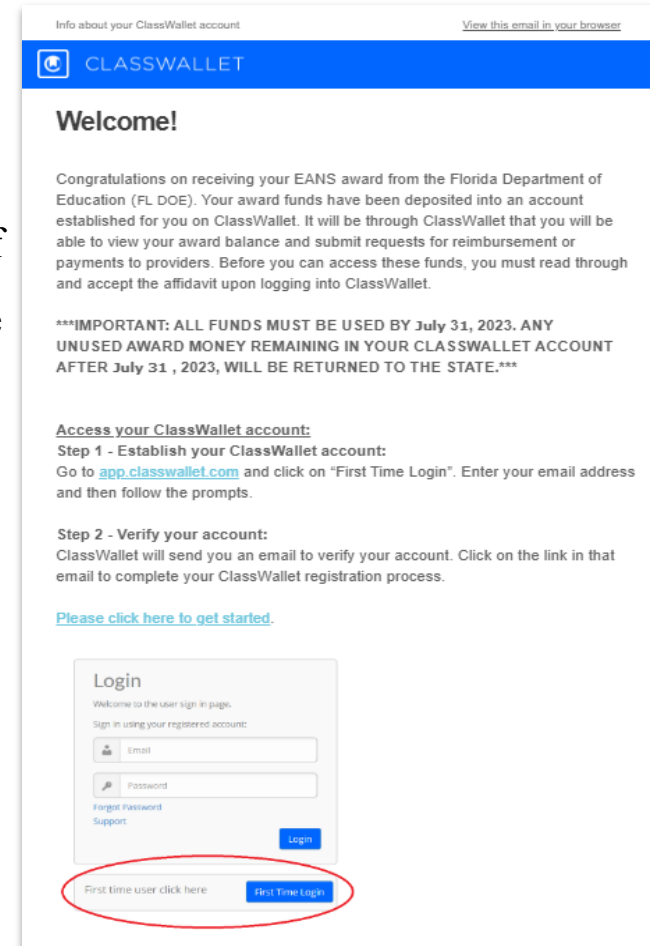 Info about your ClassWallet account
View this email in your browser
CLASSWALLET
Welcome!
Congratulations on receiving your EANS award from the Florida Department of
Education (FL DOE). Your award funds have been deposited into an account
established for you on ClassWallet. It will be through ClassWallet that you will be
able to view your award balance and submit requests for reimbursement or
payments to providers. Before you can access these funds, you must read through
and accept the affidavit upon logging into ClassWallet.
***IMPORTANT: ALL FUNDS MUST BE USED BY July 31, 2023. ANY
UNUSED AWARD MONEY REMAINING IN YOUR CLASSWALLET ACCOUNT
AFTER July 31 , 2023, WILL BE RETURNED TO THE STATE.***
Access your ClassWallet account:
Step 1 - Establish your ClassWallet account:
Go to app.classwallet.com and click on “First Time Login”. Enter your email address
and then follow the prompts.
Step 2 - Verify your account:
ClassWallet will send you an email to verify your account. Click on the link in that
email to complete your ClassWallet registration process.
Please click here to get started.
Login
Welcome to the user sign in page.
Sign in using your registered account:
Email
Password
Forgot Password
Support
Login
First time user click here
First Time Login